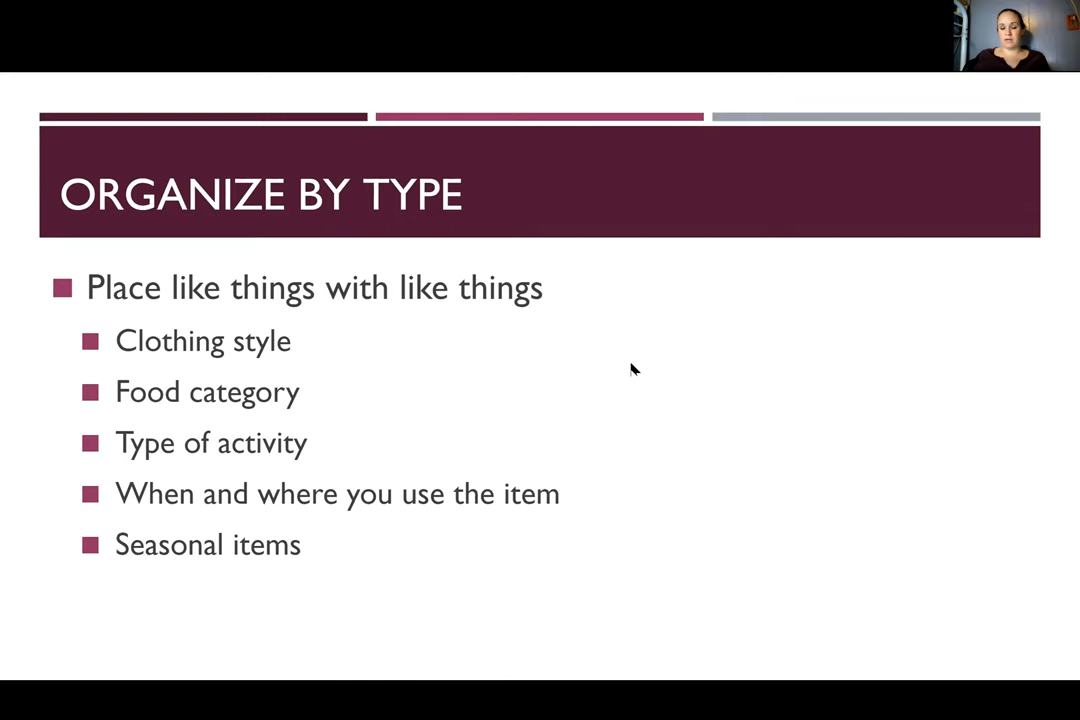 ORGANIZE BY TYPE
Place like things with like things
Clothing style
Food category
Type of activity
When and where you use the item
Seasonal items